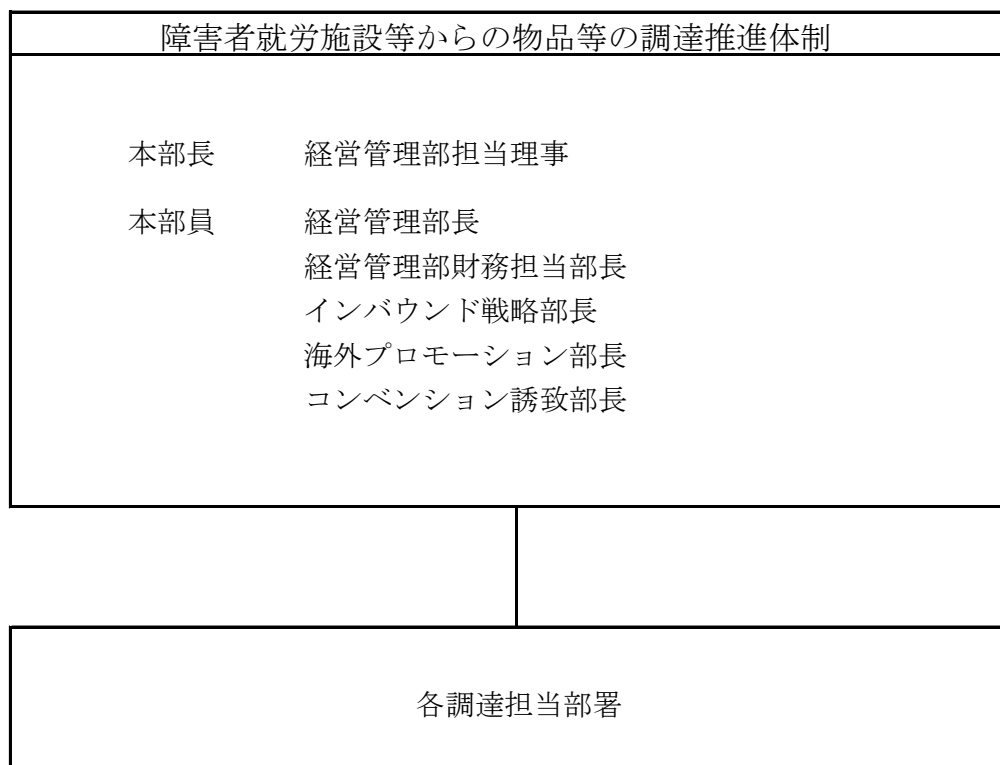 障害者就労施設等からの物品等の調達推進体制
本部長 経営管理部担当理事
本部員 経営管理部長
経営管理部財務担当部長
インバウンド戦略部長
海外プロモーション部長
コンベンション誘致部長
各調達担当部署